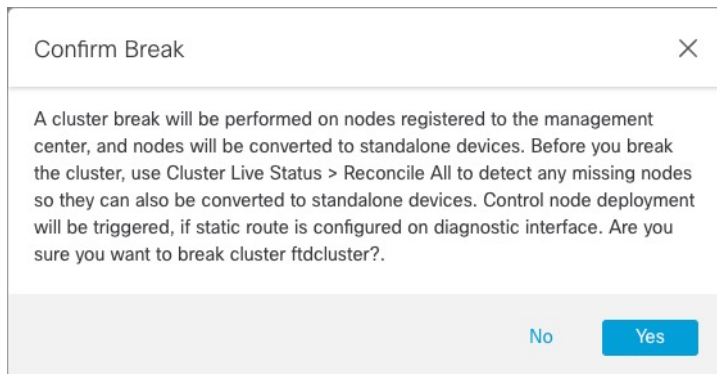 Confirm Break
A cluster break will be performed on nodes registered to the management
center, and nodes will be converted to standalone devices. Before you break
the cluster, use Cluster Live Status > Reconcile All to detect any missing nodes
so they can also be converted to standalone devices. Control node deployment
will be triggered, if static route is configured on diagnostic interface. Are you
sure you want to break cluster ftdcluster?.
No Yes